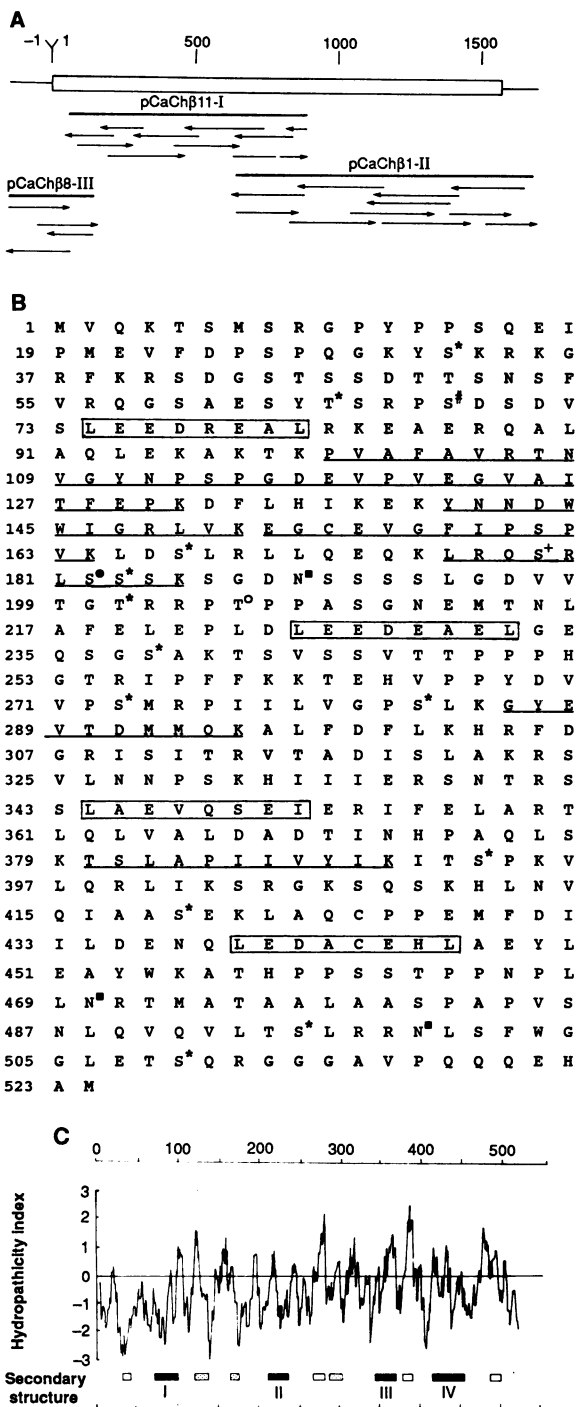 A
−1 1 500 1000 1500
pCaChβ11-I
pCaChβ1-II
pCaChβ8-III
B
1 M V Q K T S M S R G P Y P P S Q E I
19 P M E V F D P S P Q G K Y S* K R K G
37 R F K R S D G S T S S D T T S N S F
55 V R Q G S A E S Y T* S R P S# D S D V
73 S L E E D R E A L R K E A E R Q A L
91 A Q L E K A K T K P V A F A V R T N
109 V G Y N P S P G D E V P V E G V A I
127 T F E P K D F L H I K E K Y N N D W
145 W I G R L V K E G C E V G F I P S P
163 V K L D S* L R L L Q E Q K L R Q S+ R
181 L S● S* S K S G D N■ S S S S L G D V V
199 T G T* R R P T○ P P A S G N E M T N L
217 A F E L E P L D L E E D E A E L G E
235 Q S G S* A K T S V S S V T T P P P H
253 G T R I P F F K K T E H V P P Y D V
271 V P S* M R P I I L V G P S* L K G Y E
289 V T D M M Q K A L F D F L K H R F D
307 G R I S I T R V T A D I S L A K R S
325 V L N N P S K H I I I E R S N T R S
343 S L A E V Q S E I E R I F E L A R T
361 L Q L V A L D A D T I N H P A Q L S
379 K T S L A P I I V Y I K I T S* P K V
397 L Q R L I K S R G K S Q S K H L N V
415 Q I A A S* E K L A Q C P P E M F D I
433 I L D E N Q L E D A C E H L A E Y L
451 E A Y W K A T H P P S S T P P N P L
469 L N■ R T M A T A A L A A S P A P V S
487 N L Q V Q V L T S* L R R N■ L S F W G
505 G L E T S* Q R G G G A V P Q Q Q E H
523 A M
C
0 100 200 300 400 500
Hydropathicity index
3
2
1
0
−1
−2
−3
Secondary structure
I II III IV